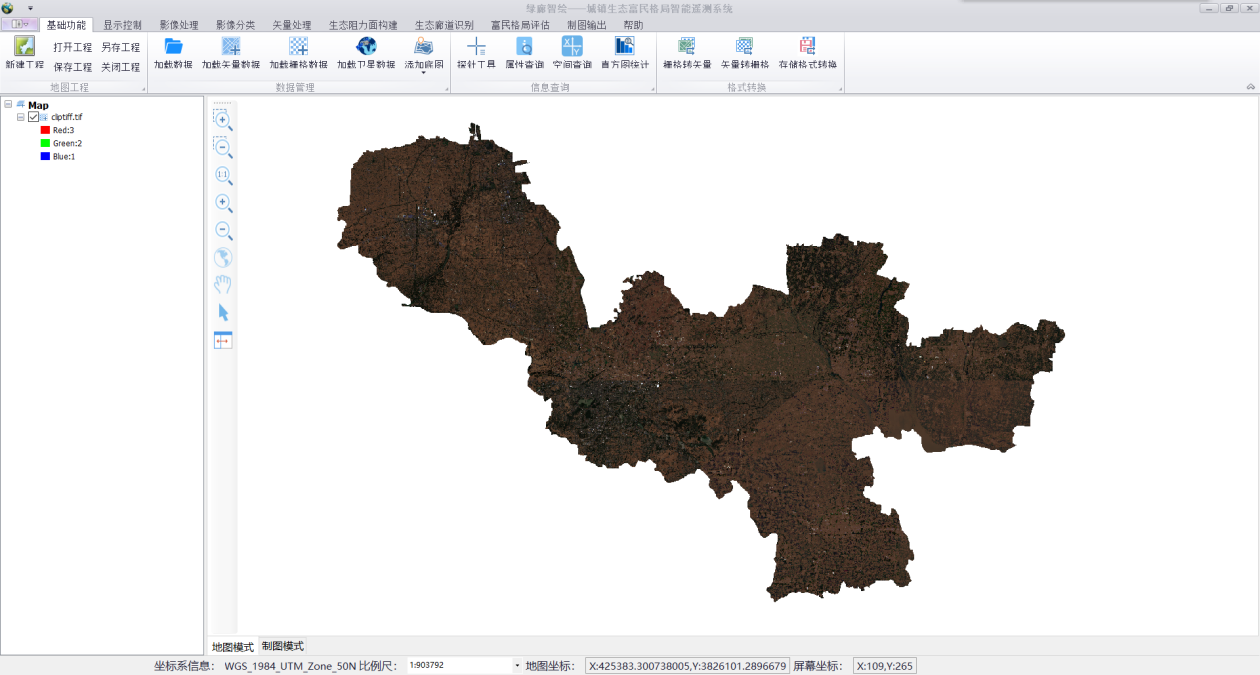 绿廊智绘——城镇生态富民格局智能遥测系统
基础功能 显示控制 影像处理 影像分类 矢量处理 生态阻力面构建 生态廊道识别 富民格局评估 制图输出 帮助
新建工程 打开工程 另存工程 保存工程 关闭工程
加载数据 加载矢量数据 加载栅格数据 加载卫星数据 添加底图
探针工具 属性查询 空间查询 直方图统计
栅格转矢量 矢量转栅格 存储格式转换
地图工程 数据管理 信息查询 格式转换
Map
cliptiff.tif
Red:3
Green:2
Blue:1
1:1
地图模式 制图模式
坐标系信息: WGS_1984_UTM_Zone_50N 比例尺: 1:903792 地图坐标: X:425383.300738005,Y:3826101.2896679 屏幕坐标: X:109,Y:265